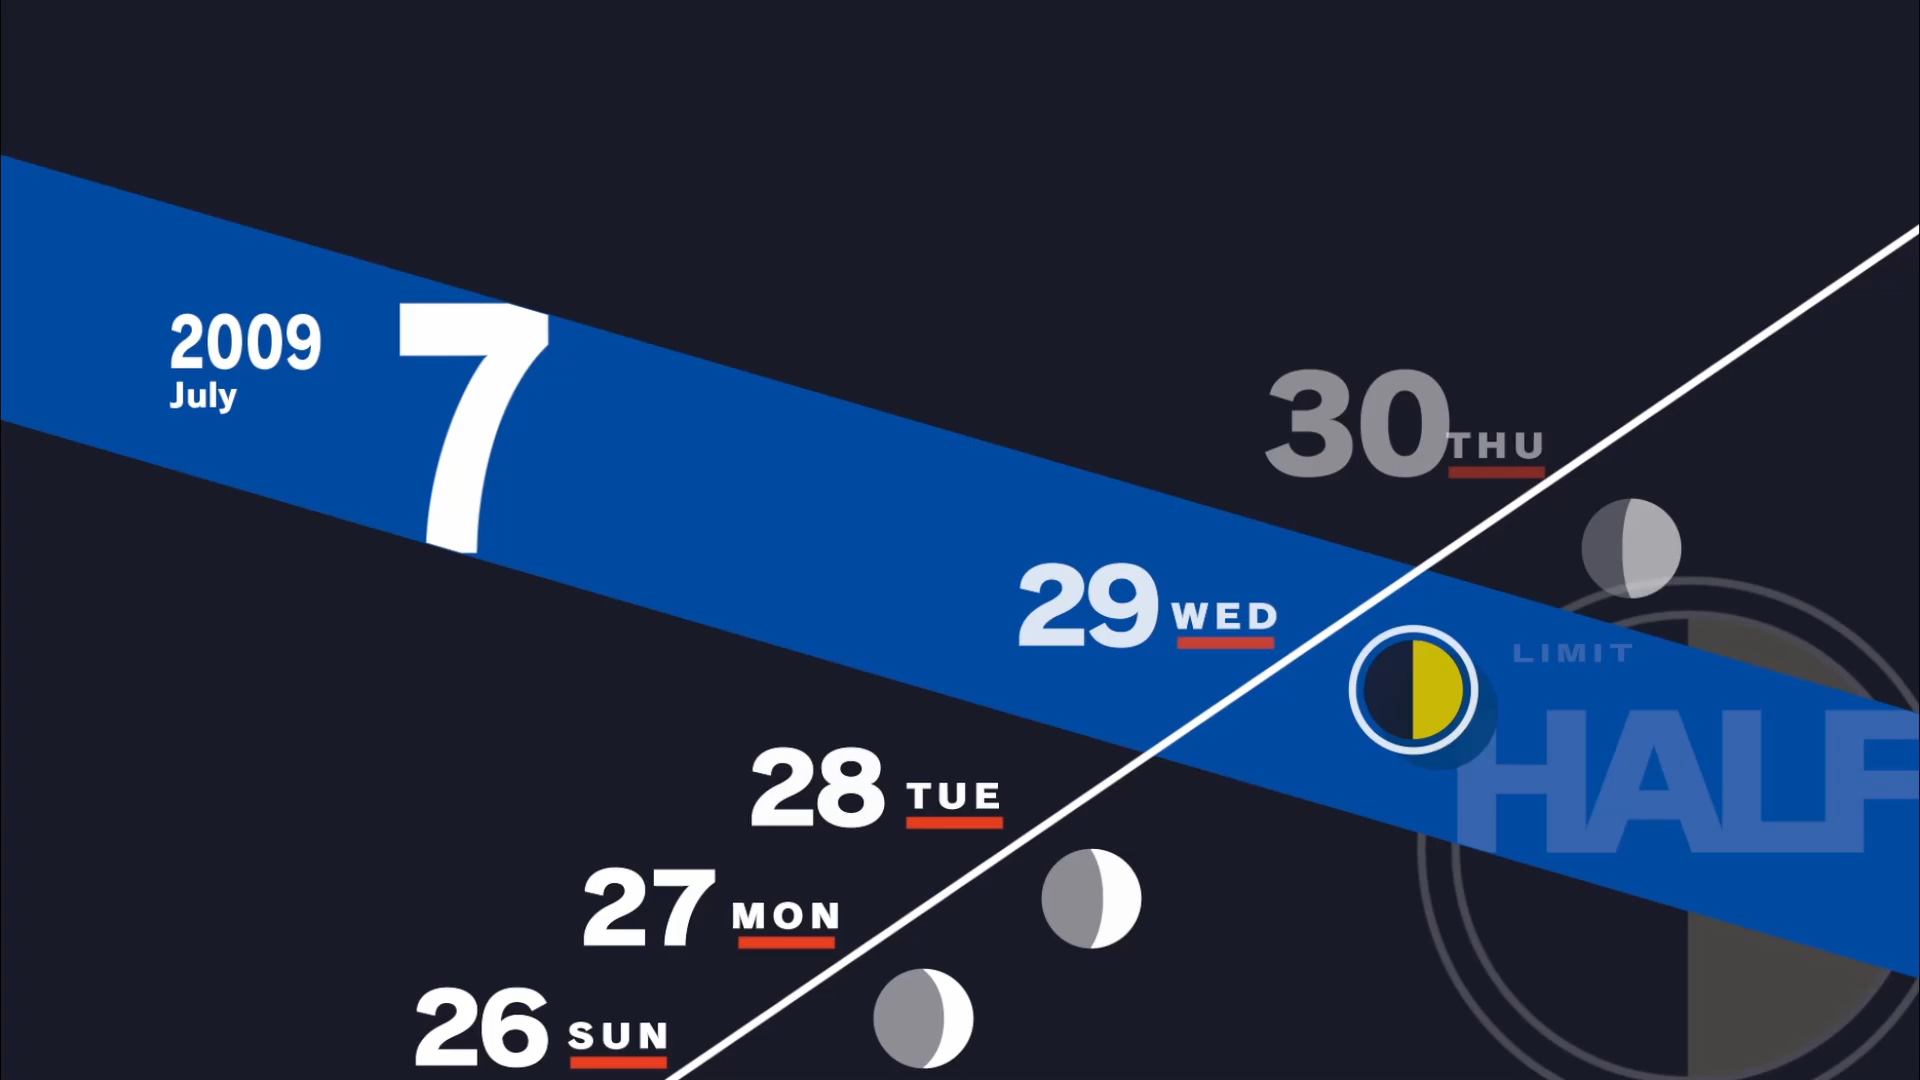 2009
July
7
30 THU
29 WED
LIMIT
HALF
28 TUE
27 MON
26 SUN